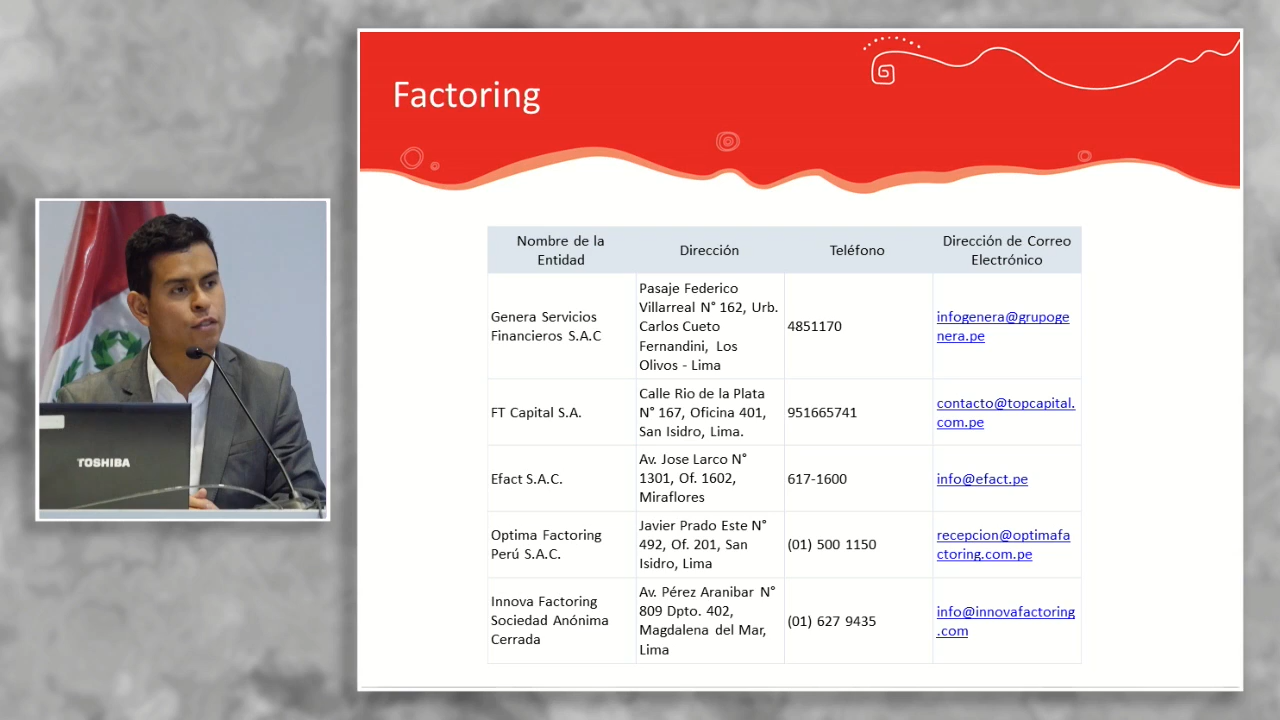 Factoring
Nombre de la
Entidad
Dirección
Teléfono
Dirección de Correo
Electrónico
Genera Servicios
Financieros S.A.C
Pasaje Federico
Villarreal N° 162, Urb.
Carlos Cueto
Fernandini, Los
Olivos - Lima
4851170
infogenera@grupoge
nera.pe
FT Capital S.A.
Calle Rio de la Plata
N° 167, Oficina 401,
San Isidro, Lima.
951665741
contacto@topcapital.
com.pe
Efact S.A.C.
Av. Jose Larco N°
1301, Of. 1602,
Miraflores
617-1600
info@efact.pe
Optima Factoring
Perú S.A.C.
Javier Prado Este N°
492, Of. 201, San
Isidro, Lima
(01) 500 1150
recepcion@optimafa
ctoring.com.pe
Innova Factoring
Sociedad Anónima
Cerrada
Av. Pérez Aranibar N°
809 Dpto. 402,
Magdalena del Mar,
Lima
(01) 627 9435
info@innovafactoring
.com
TOSHIBA